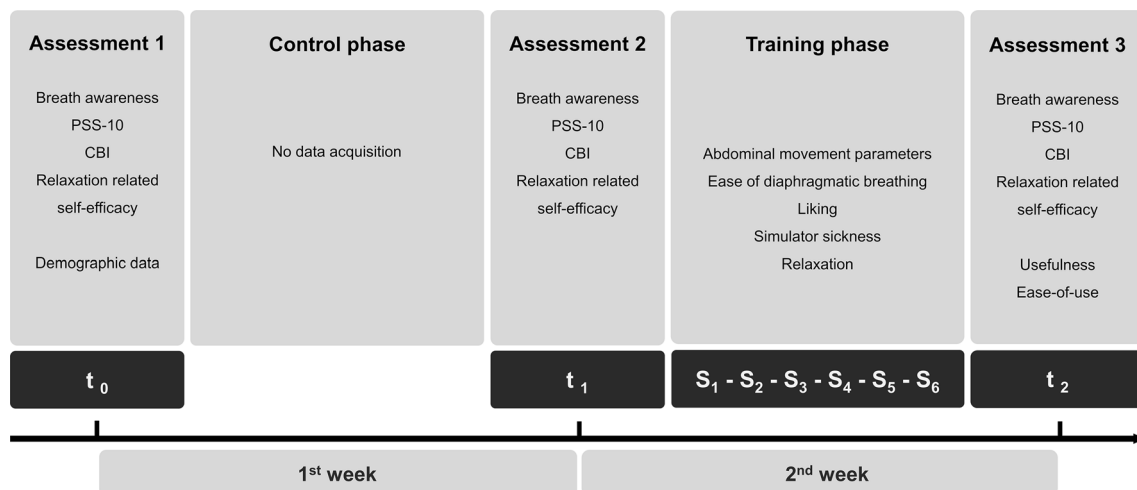 Assessment 1
Breath awareness
PSS-10
CBI
Relaxation related
self-efficacy
Demographic data
Control phase
No data acquisition
Assessment 2
Breath awareness
PSS-10
CBI
Relaxation related
self-efficacy
Training phase
Abdominal movement parameters
Ease of diaphragmatic breathing
Liking
Simulator sickness
Relaxation
Assessment 3
Breath awareness
PSS-10
CBI
Relaxation related
self-efficacy
Usefulness
Ease-of-use
t₀
t₁
S₁ - S₂ - S₃ - S₄ - S₅ - S₆
t₂
1ˢᵗ week
2ⁿᵈ week